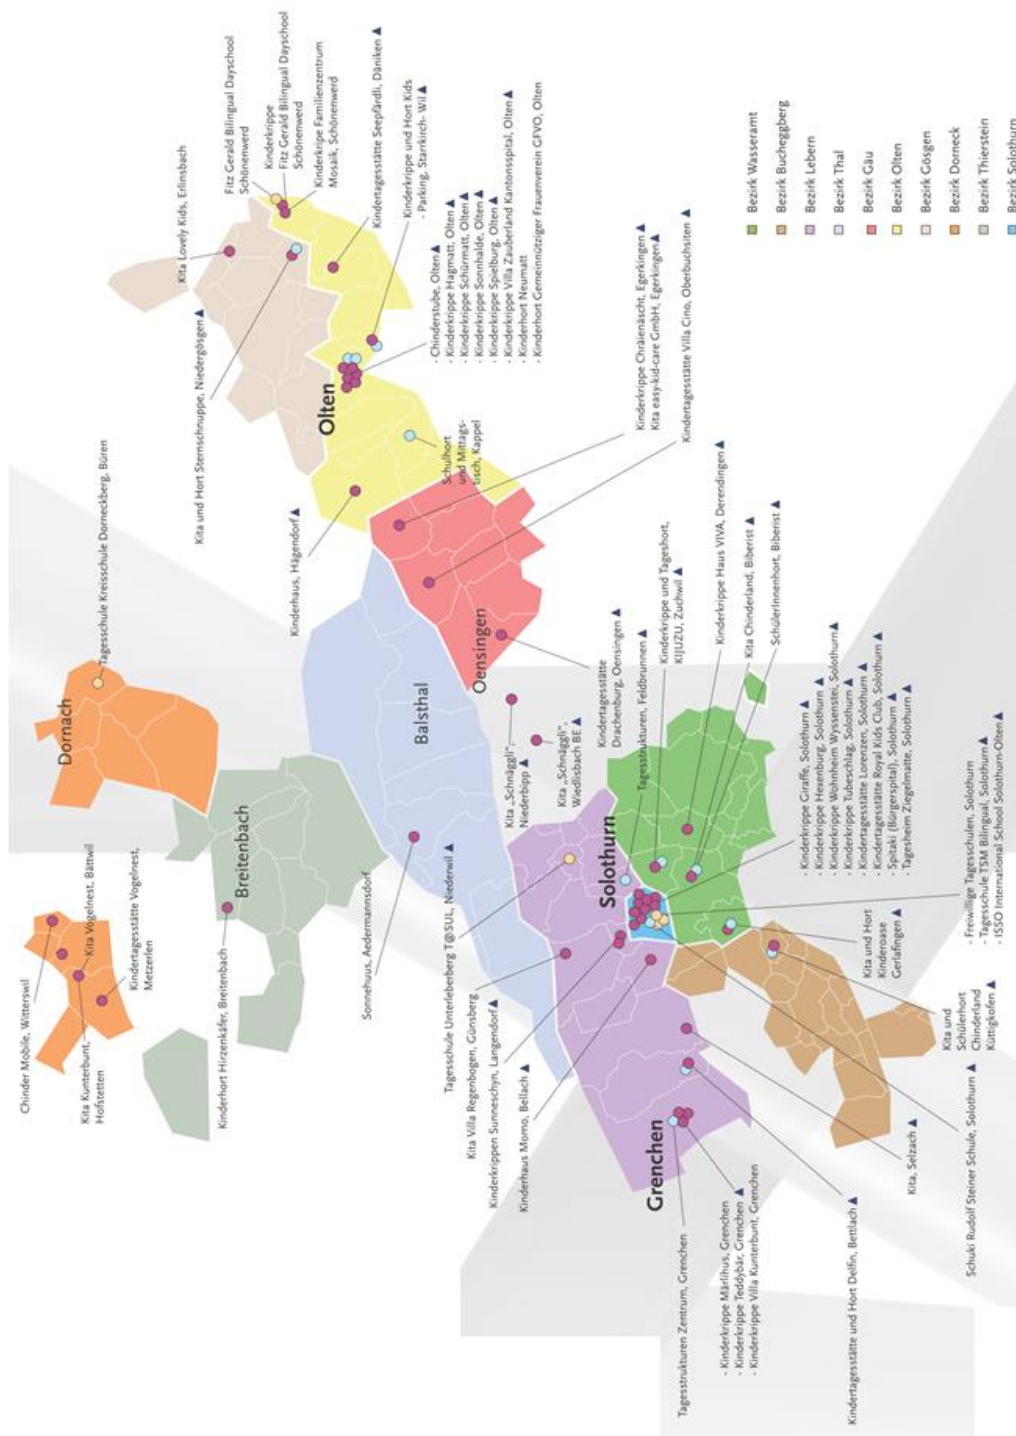 Chinder Mobile, Witterswil
Kita Vogelnest, Bättwil
Kita Kunterbunt,
Hofstetten
Kindertagesstätte Vogelnest,
Metzerlen
Dornach
Tagesschule Kreisschule Dorneckberg, Büren
Kinderhort Hirzenkäfer, Breitenbach
Breitenbach
Sonnehuus, Aedermannsdorf
Balsthal
Kinderhaus, Hägendorf
Kita und Hort Sternschnuppe, Niedergösgen
Kita Lovely Kids, Erlinsbach
Fitz Gerald Bilingual Dayschool
Schönenwerd
Kinderkrippe
Fitz Gerald Bilingual Dayschool
Schönenwerd
Kinderkripe Familienzentrum
Mosaik, Schönenwerd
Kindertagesstätte Seepfärdli, Däniken
Kinderkrippe und Hort Kids
- Parking, Starrkirch- Wil
Olten
- Chinderstube, Olten
- Kinderkrippe Hagmatt, Olten
- Kinderkrippe Schürmatt, Olten
- Kinderkrippe Sonnhalde, Olten
- Kinderkrippe Spielburg, Olten
- Kinderkrippe Villa Zauberland Kantonsspital, Olten
- Kinderhort Neumatt
- Kinderhort Gemeinnütziger Frauenverein GFVO, Olten
Schulhort
und Mittags-
tisch, Kappel
Kinderkrippe Chräienäscht, Egerkingen
Kita easy-kid-care GmbH, Egerkingen
Kindertagesstätte Villa Cino, Oberbuchsiten
Oensingen
Kindertagesstätte
Drachenburg, Oensingen
Kita „Schnäggli“,
Niederbipp
Kita „Schnäggli“,
Wiedlisbach BE
Tagesschule Unterleberberg T@SUL, Niederwil
Kita Villa Regenbogen, Günsberg
Kinderkrippen Sunneschyn, Langendorf
Kinderhaus Momo, Bellach
Solothurn
Tagesstrukturen, Feldbrunnen
Kinderkrippe und Tageshort,
KIJUZU, Zuchwil
Kinderkrippe Haus VIVA, Derendingen
Kita Chinderland, Biberist
SchülerInnenhort, Biberist
- Kinderkrippe Giraffe, Solothurn
- Kinderkrippe Hexenburg, Solothurn
- Kinderkrippe Wohnheim Wyssenstei, Solothurn
- Kinderkrippe Tubeschlag, Solothurn
- Kindertagesstätte Lorenzen, Solothurn
- Kindertagesstätte Royal Kids Club, Solothurn
- Spitäki (Bürgerspital), Solothurn
- Tagesheim Ziegelmatte, Solothurn
- Freiwillige Tagesschulen, Solothurn
- Tagesschule TSM Bilingual, Solothurn
- ISSO International School Solothurn-Olten
Kita und Hort
Kinderoase
Gerlafingen
Kita und
Schülerhort
Chinderland
Küttigkofen
Grenchen
Tagesstrukturen Zentrum, Grenchen
- Kinderkrippe Märlihus, Grenchen
- Kinderkrippe Teddybär, Grenchen
- Kinderkrippe Villa Kunterbunt, Grenchen
Kindertagesstätte und Hort Delfin, Bettlach
Kita, Selzach
Schuki Rudolf Steiner Schule, Solothurn
Bezirk Wasseramt
Bezirk Bucheggberg
Bezirk Lebern
Bezirk Thal
Bezirk Gäu
Bezirk Olten
Bezirk Gösgen
Bezirk Dorneck
Bezirk Thierstein
Bezirk Solothurn